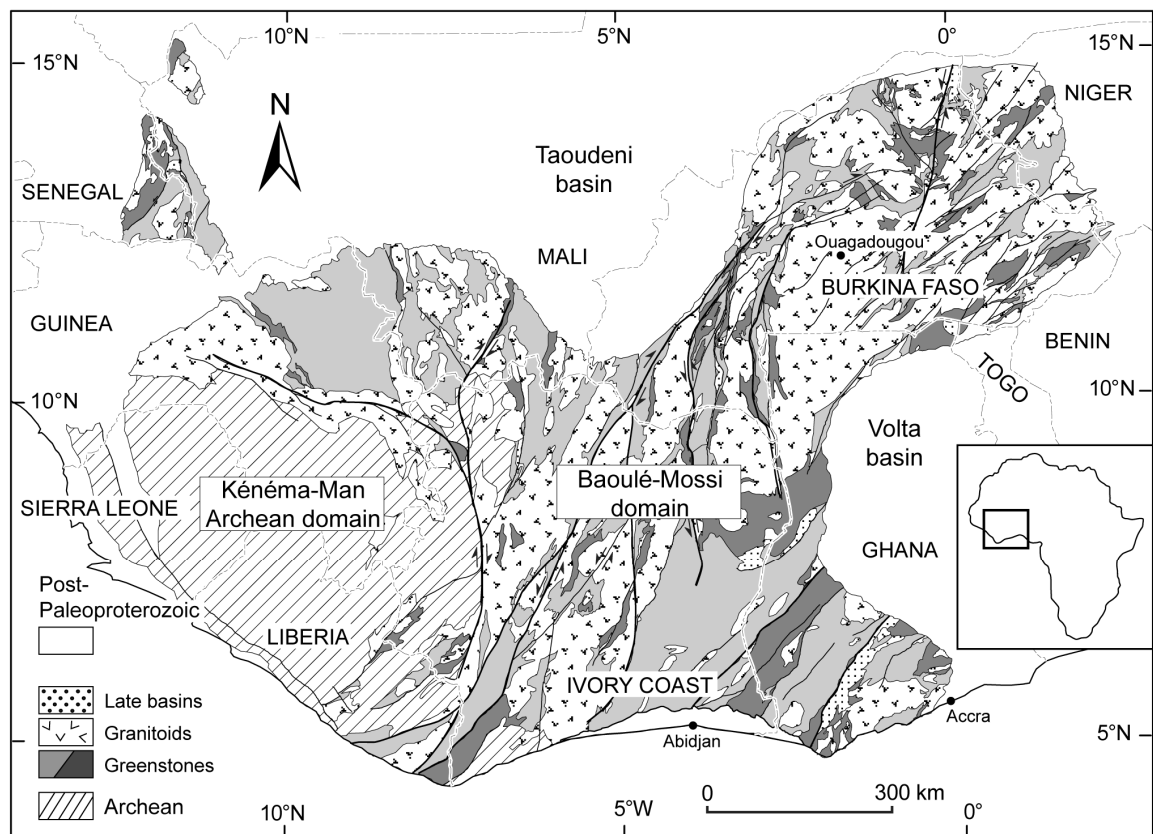 10°N
5°N
0°
15°N
15°N
NIGER
N
Taoudeni
basin
SENEGAL
MALI
Ouagadougou
BURKINA FASO
GUINEA
BENIN
TOGO
10°N
10°N
Volta
basin
Kénéma-Man
Archean domain
Baoulé-Mossi
domain
SIERRA LEONE
GHANA
Post-
Paleoproterozoic
LIBERIA
IVORY COAST
Late basins
Granitoids
Greenstones
Archean
Accra
Abidjan
5°N
0
300 km
10°N
5°W
0°